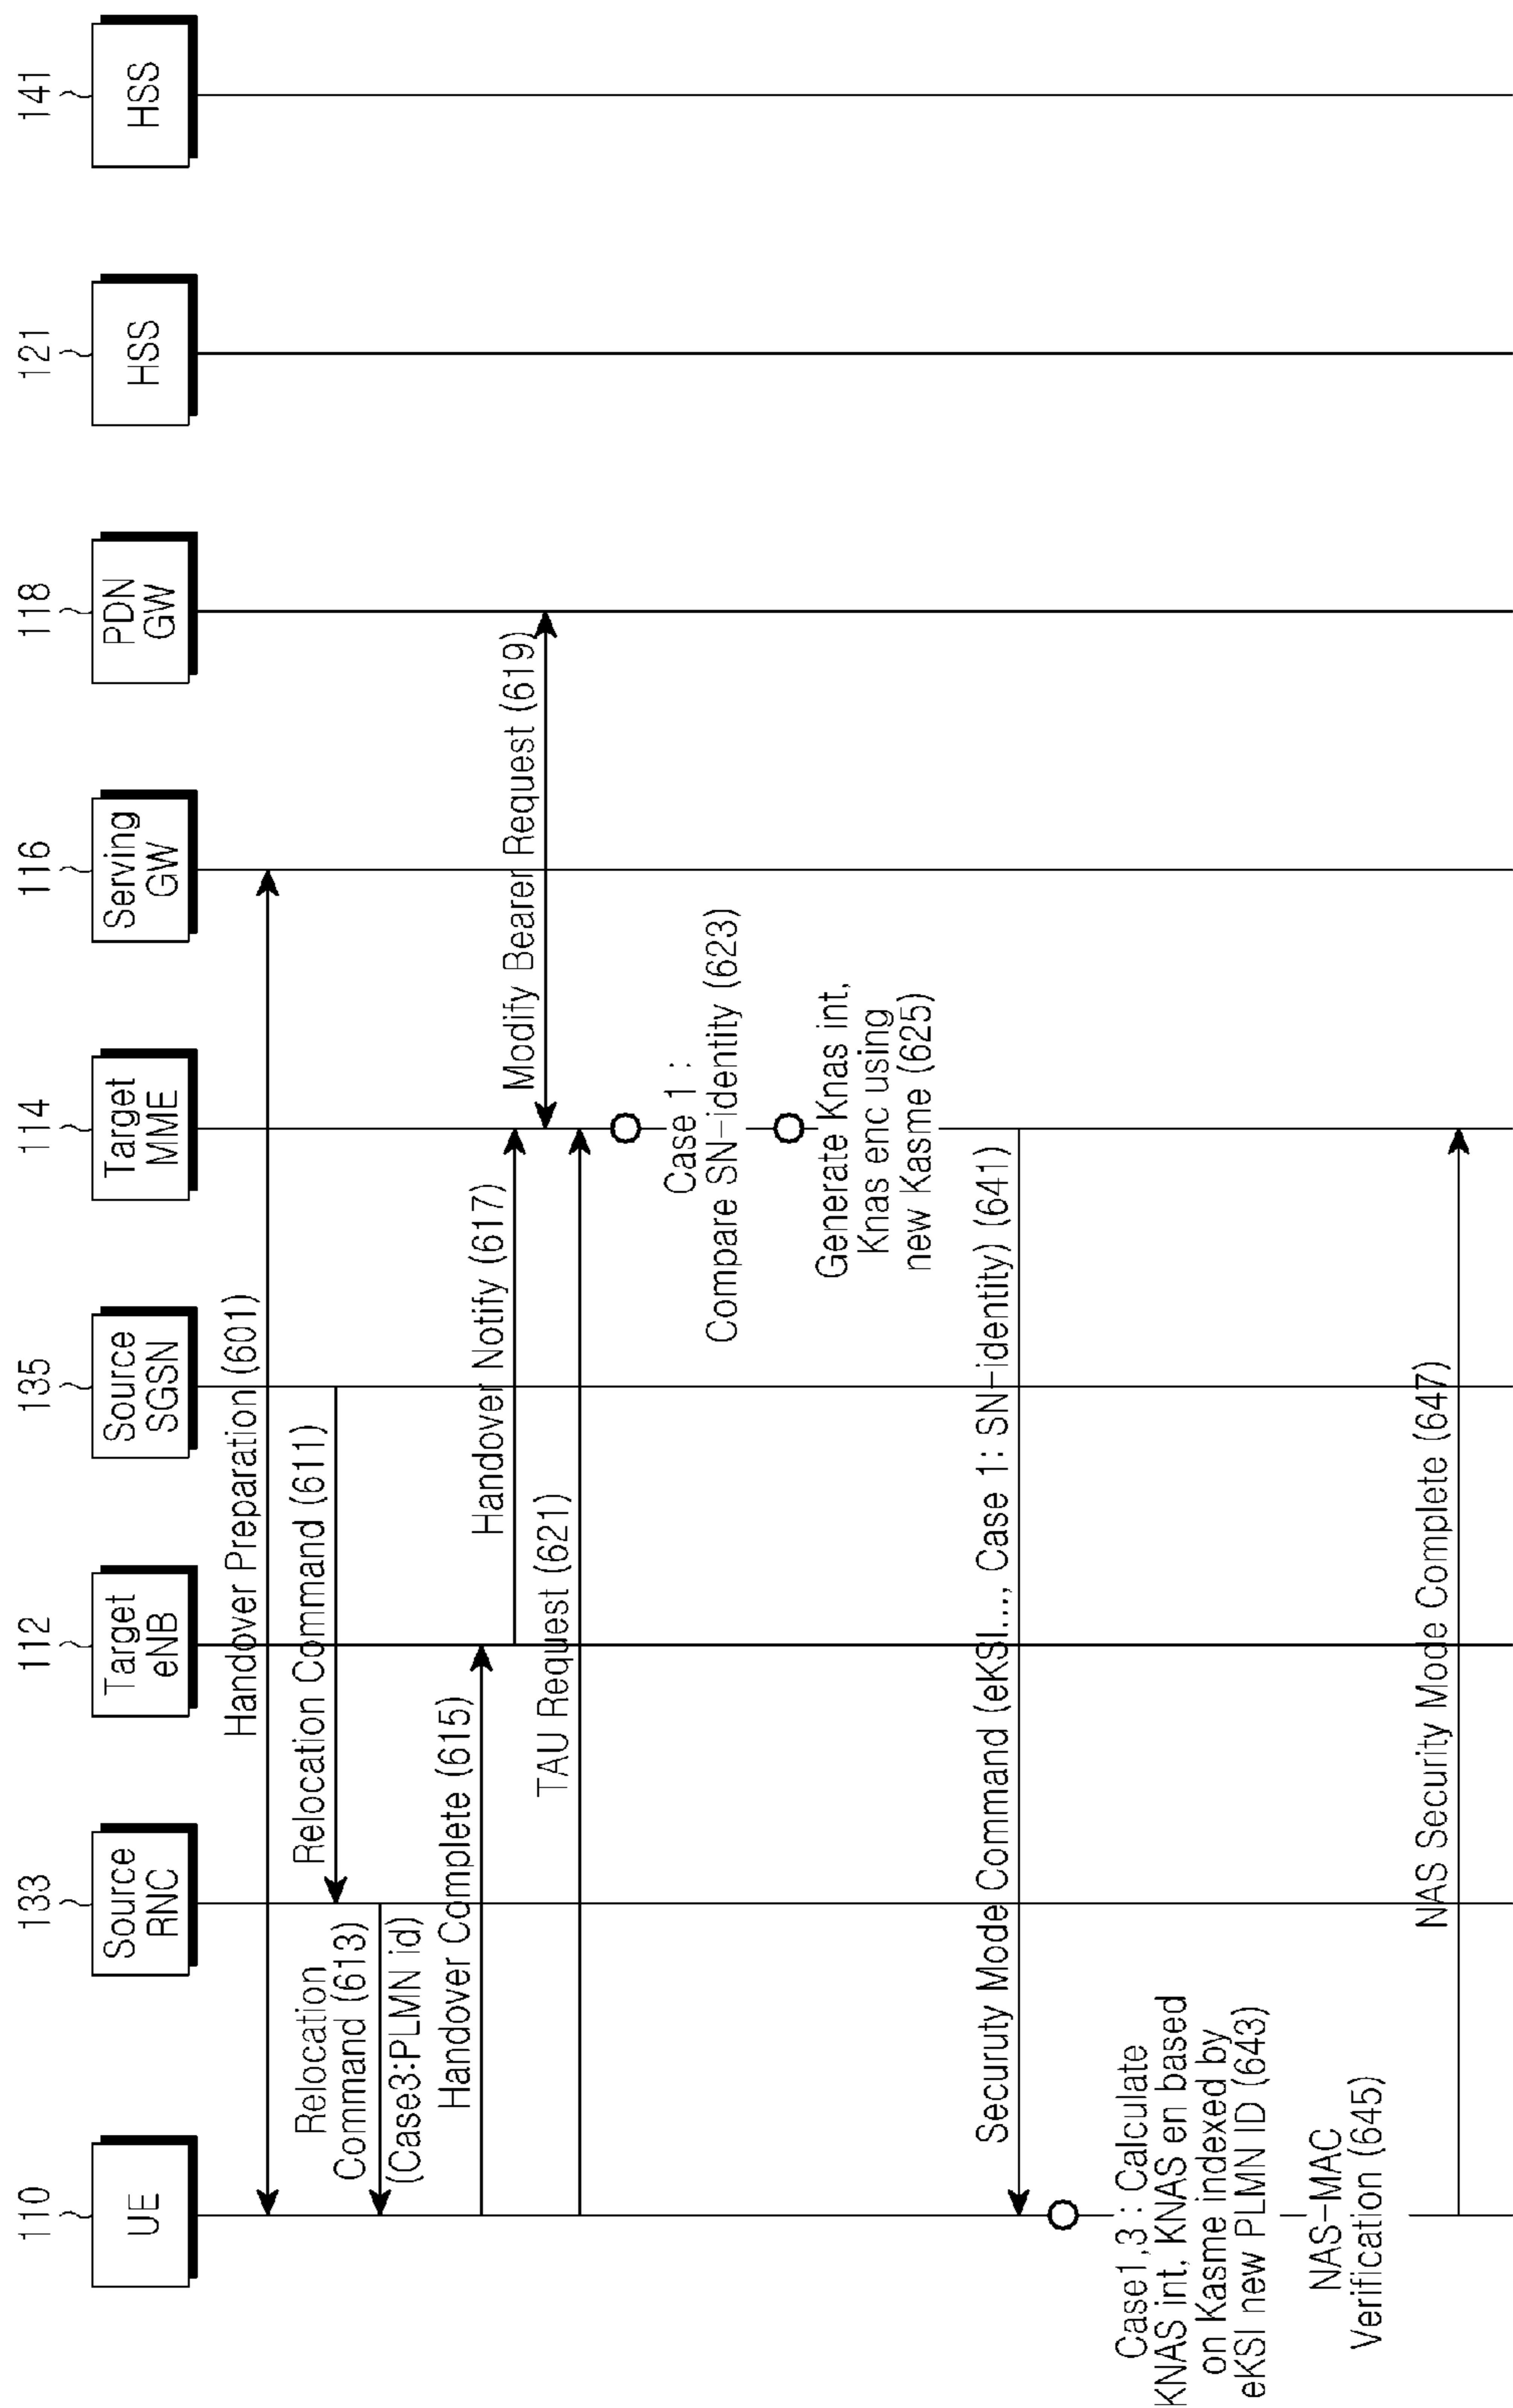 110
133
112
135
114
116
118
121
141
UE
Source
RNC
Target
eNB
Source
SGSN
Target
MME
Serving
GW
PDN
GW
HSS
HSS
Handover Preparation (601)
Relocation Command (611)
Relocation
Command (613)
(Case3:PLMN id)
Handover Complete (615)
Handover Notify (617)
Modify Bearer Request (619)
TAU Request (621)
Case 1 :
Compare SN-identity (623)
Generate Knas int,
Knas enc using
new Kasme (625)
Securuty Mode Command (eKSI..., Case 1: SN-identity) (641)
Case1,3 : Calculate
KNAS int, KNAS en based
on Kasme indexed by
eKSI new PLMN ID (643)
NAS-MAC
Verification (645)
NAS Security Mode Complete (647)